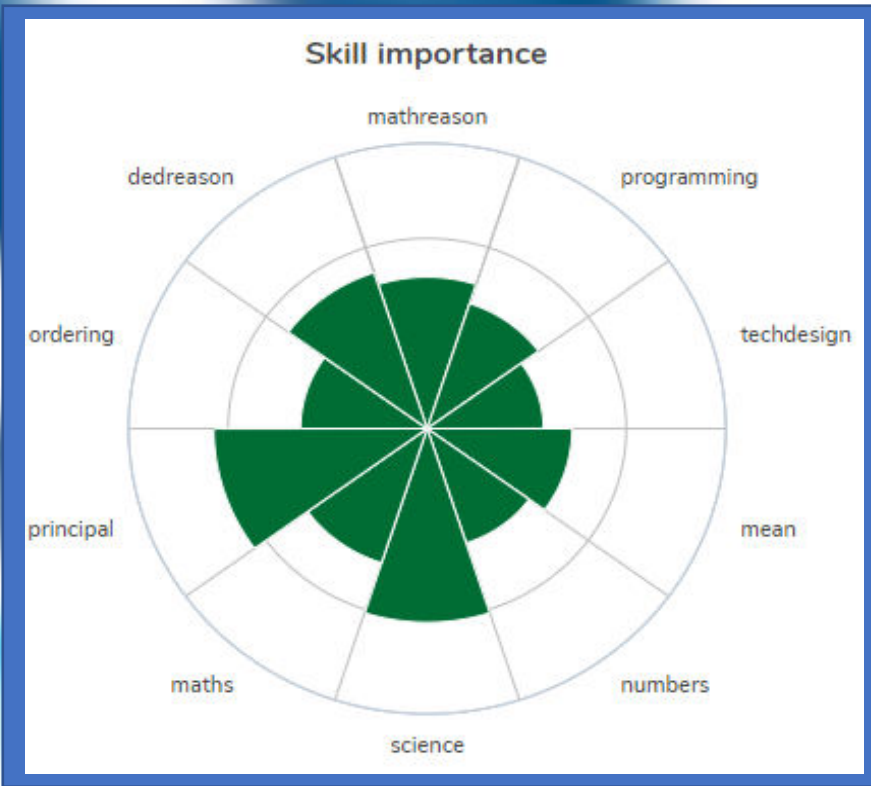 Skill importance
mathreason
dedreason
programming
ordering
techdesign
principal
mean
maths
numbers
science